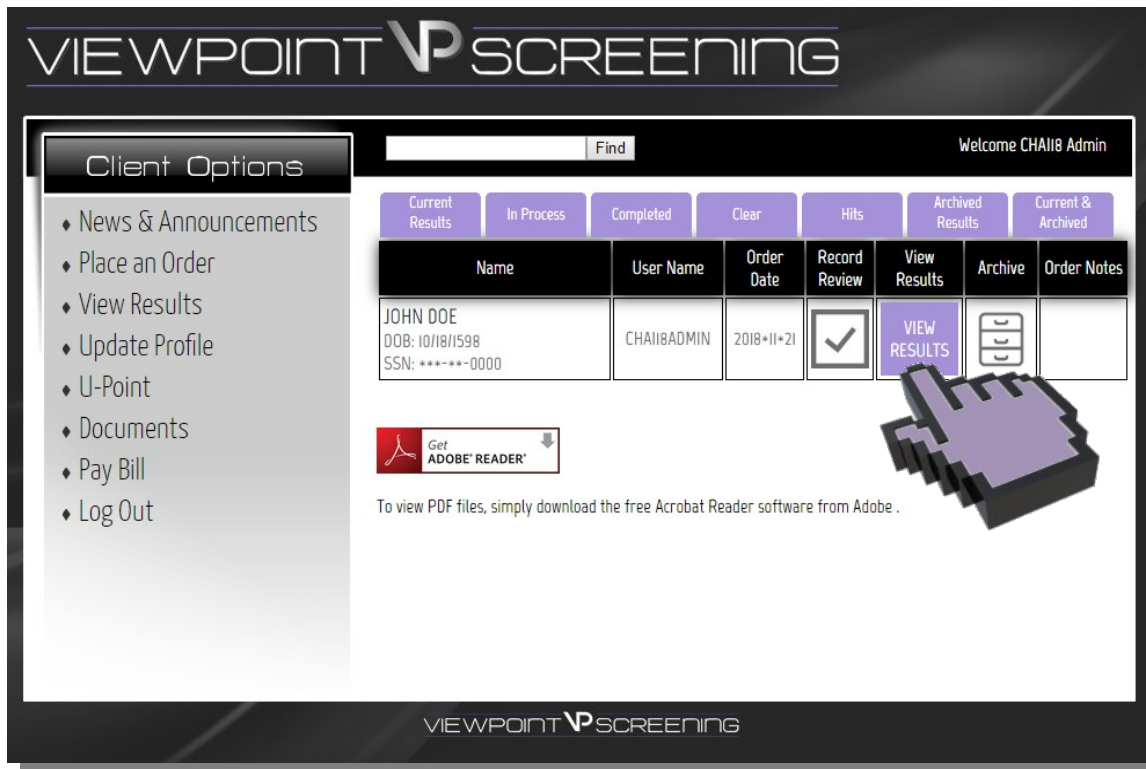 VIEWPOINT VP SCREENING
Client Options
News & Announcements
Place an Order
View Results
Update Profile
U-Point
Documents
Pay Bill
Log Out
Find
Welcome CHAII8 Admin
Current Results
In Process
Completed
Clear
Hits
Archived Results
Current & Archived
Name
User Name
Order Date
Record Review
View Results
Archive
Order Notes
JOHN DOE
DOB: 10/18/1598
SSN: ***-**-0000
CHAII8ADMIN
2018*11*21
VIEW RESULTS
Get
ADOBE® READER®
To view PDF files, simply download the free Acrobat Reader software from Adobe .
VIEWPOINT VP SCREENING